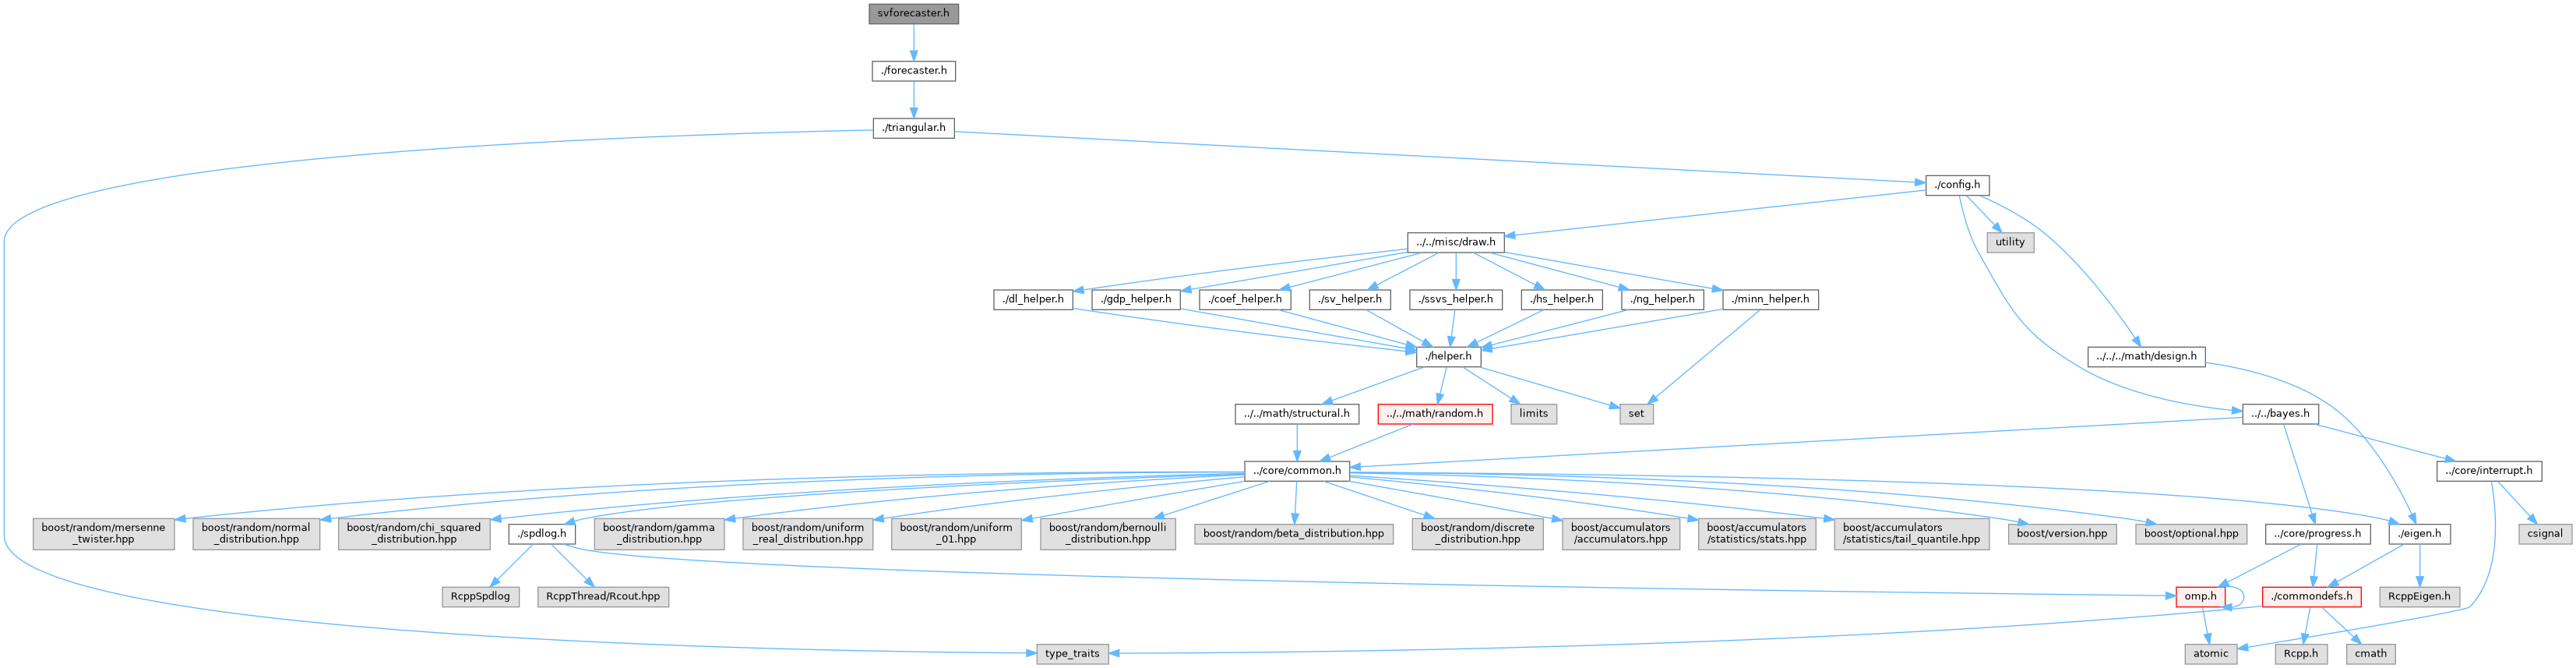 svforecaster.h
./forecaster.h
./triangular.h
./config.h
../../misc/draw.h
utility
./dl_helper.h
./gdp_helper.h
./coef_helper.h
./sv_helper.h
./ssvs_helper.h
./hs_helper.h
./ng_helper.h
./minn_helper.h
./helper.h
../../../math/design.h
../../math/structural.h
../../math/random.h
limits
set
../../bayes.h
../core/common.h
../core/interrupt.h
boost/random/mersenne
_twister.hpp
boost/random/normal
_distribution.hpp
boost/random/chi_squared
_distribution.hpp
./spdlog.h
boost/random/gamma
_distribution.hpp
boost/random/uniform
_real_distribution.hpp
boost/random/uniform
_01.hpp
boost/random/bernoulli
_distribution.hpp
boost/random/beta_distribution.hpp
boost/random/discrete
_distribution.hpp
boost/accumulators
/accumulators.hpp
boost/accumulators
/statistics/stats.hpp
boost/accumulators
/statistics/tail_quantile.hpp
boost/version.hpp
boost/optional.hpp
../core/progress.h
./eigen.h
csignal
RcppSpdlog
RcppThread/Rcout.hpp
omp.h
./commondefs.h
RcppEigen.h
type_traits
atomic
Rcpp.h
cmath